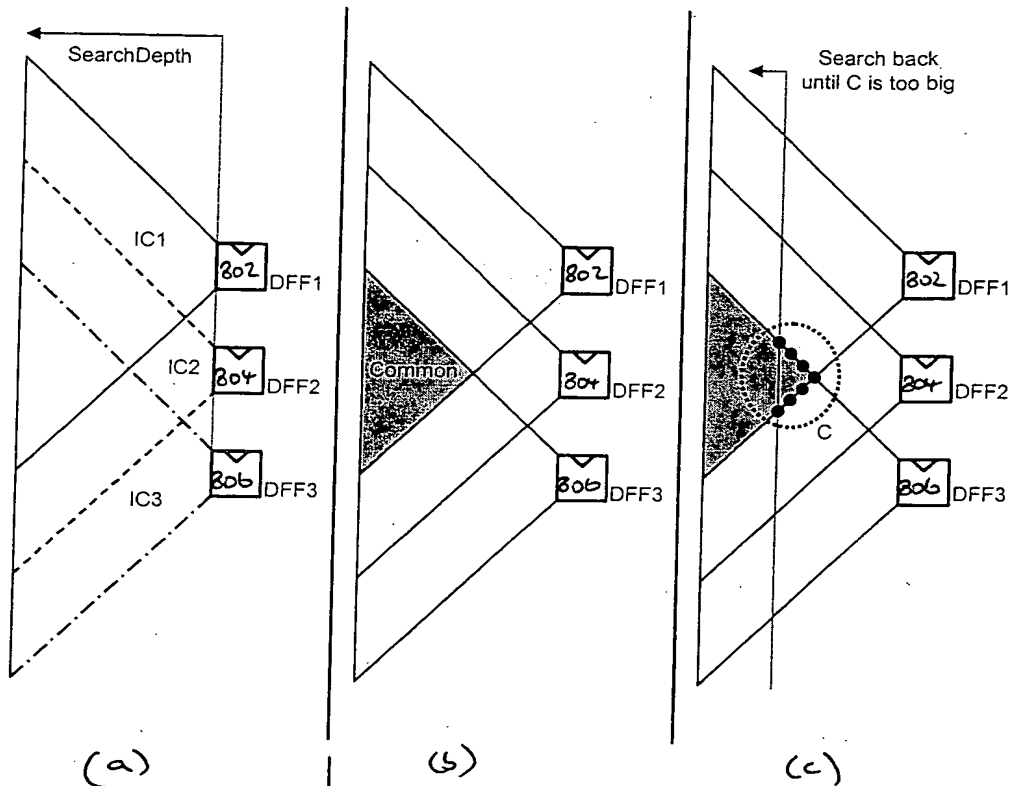 SearchDepth
IC1
802
DFF1
IC2
804
DFF2
IC3
806
DFF3
(a)
802
DFF1
Common
804
DFF2
806
DFF3
(b)
Search back
until C is too big
802
DFF1
C
804
DFF2
806
DFF3
(c)